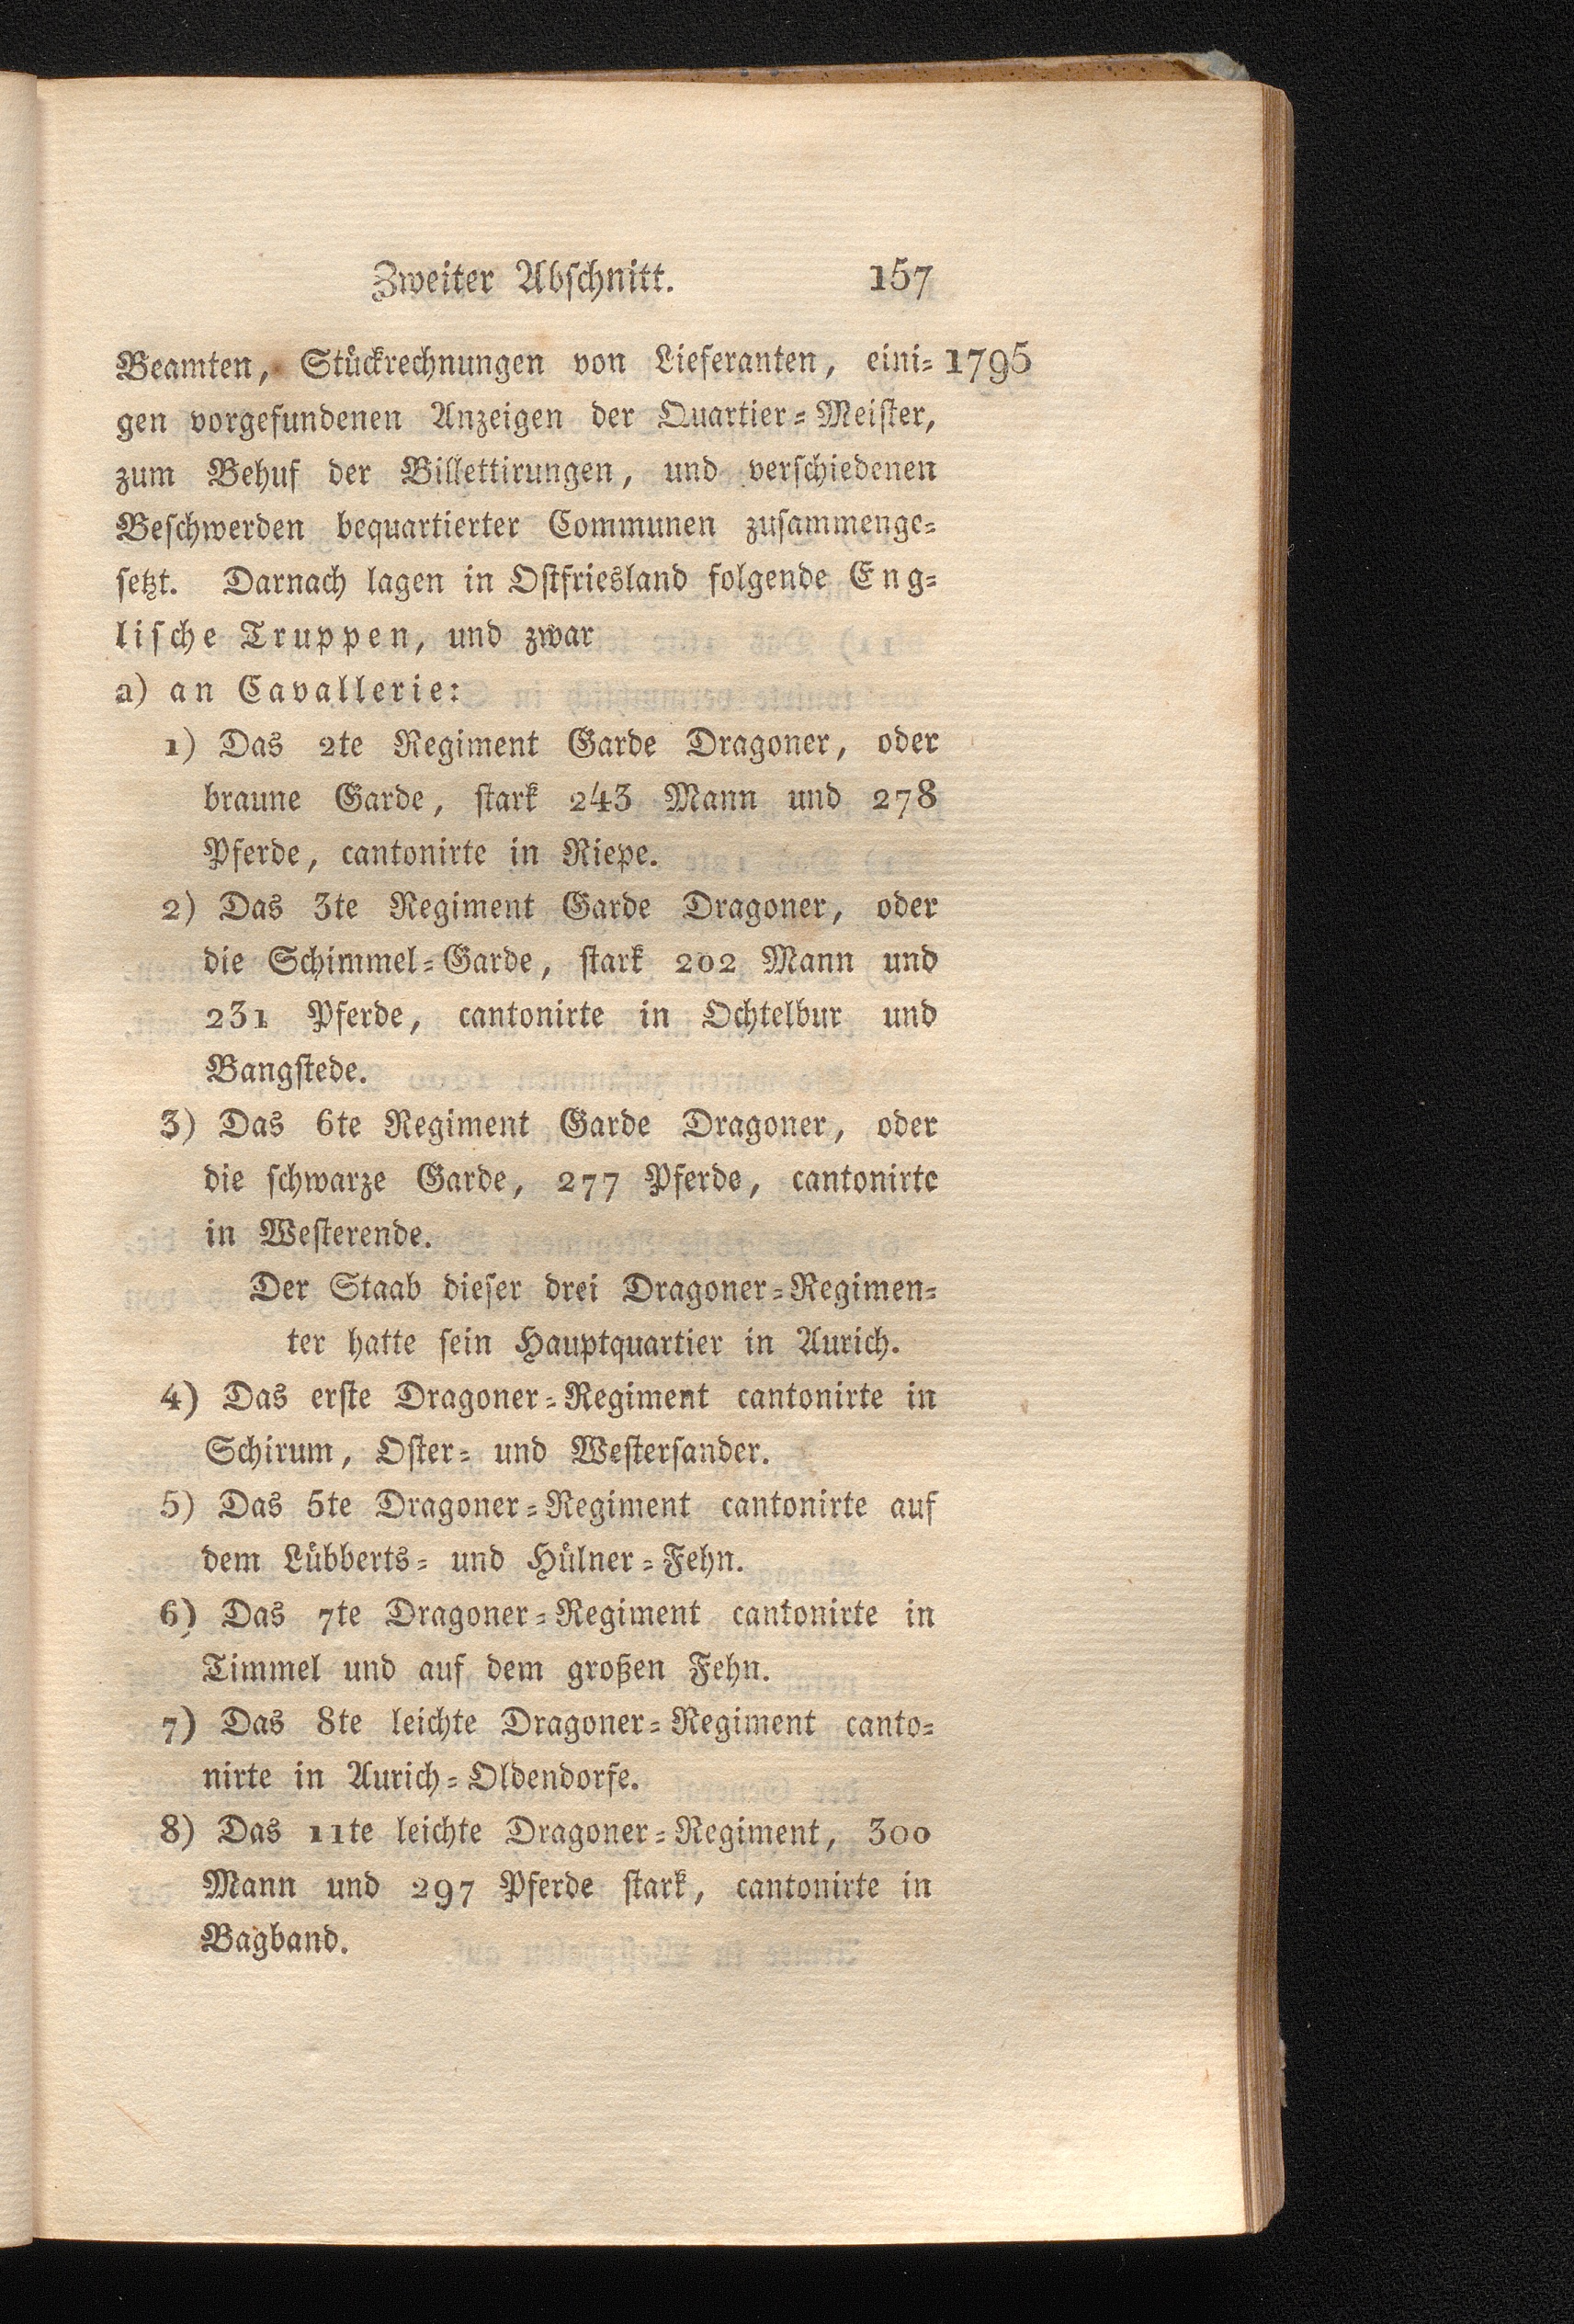 Zweiter Abschnitt. 157
Beamten, Stückrechnungen von Lieferanten, eini= 1795
gen vorgefundenen Anzeigen der Quartier=Meister,
zum Behuf der Billettirungen, und verschiedenen
Beschwerden bequartierter Communen zusammenge=
setzt. Darnach lagen in Ostfriesland folgende Eng=
lische Truppen, und zwar
a) an Cavallerie:
1) Das 2te Regiment Garde Dragoner, oder
braune Garde, stark 243 Mann und 278
Pferde, cantonirte in Riepe.
2) Das 3te Regiment Garde Dragoner, oder
die Schimmel=Garde, stark 202 Mann und
231 Pferde, cantonirte in Ochtelbur und
Bangstede.
3) Das 6te Regiment Garde Dragoner, oder
die schwarze Garde, 277 Pferde, cantonirte
in Westerende.
Der Staab dieser drei Dragoner=Regimen=
ter hatte sein Hauptquartier in Aurich.
4) Das erste Dragoner=Regiment cantonirte in
Schirum, Oster= und Westersander.
5) Das 5te Dragoner=Regiment cantonirte auf
dem Lübberts= und Hülner=Fehn.
6) Das 7te Dragoner=Regiment cantonirte in
Timmel und auf dem großen Fehn.
7) Das 8te leichte Dragoner=Regiment canto=
nirte in Aurich=Oldendorfe.
8) Das 11te leichte Dragoner=Regiment, 300
Mann und 297 Pferde stark, cantonirte in
Bagband.